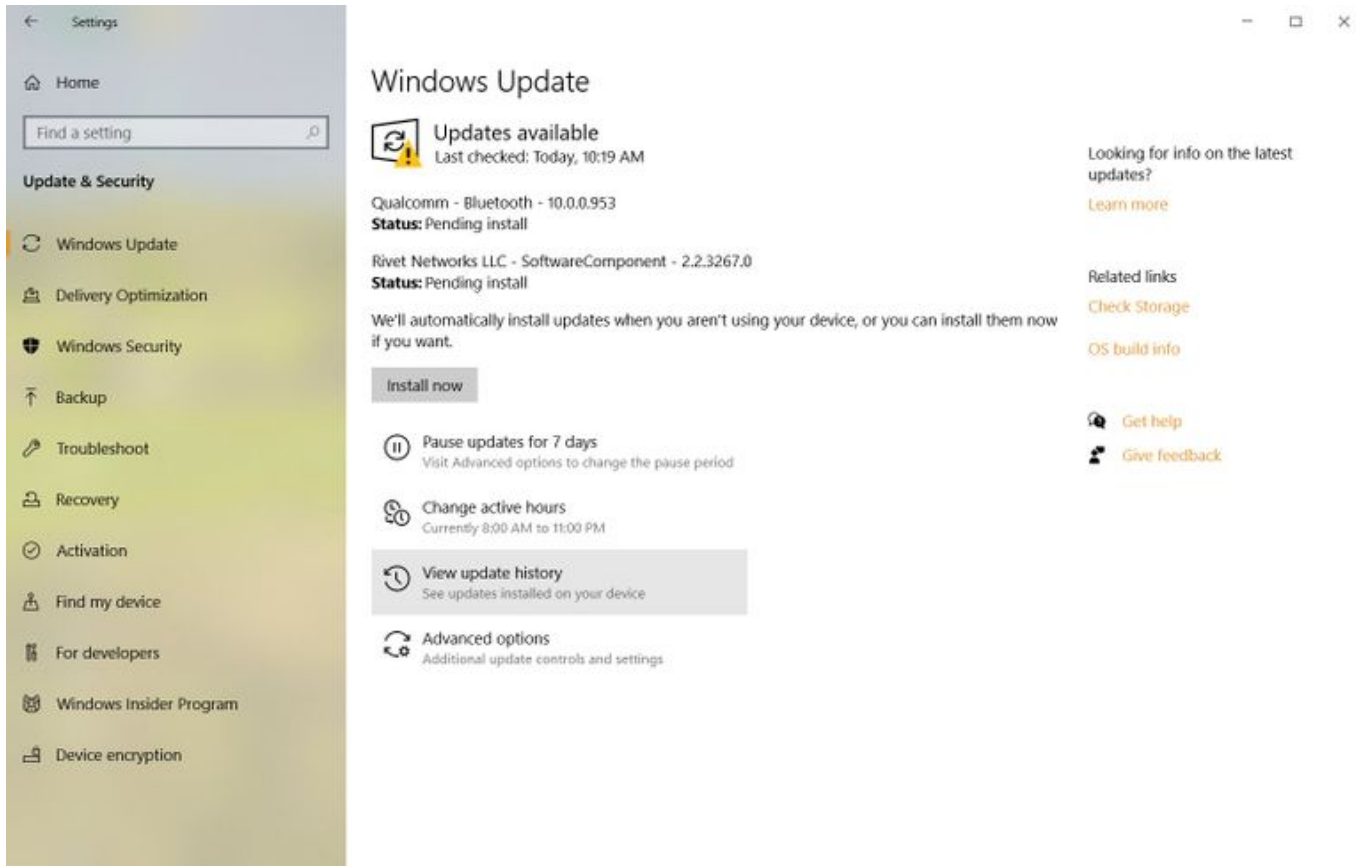 Settings
Home
Find a setting
Update & Security
Windows Update
Delivery Optimization
Windows Security
Backup
Troubleshoot
Recovery
Activation
Find my device
For developers
Windows Insider Program
Device encryption
Windows Update
Updates available
Last checked: Today, 10:19 AM
Qualcomm - Bluetooth - 10.0.0.953
Status: Pending install
Rivet Networks LLC - SoftwareComponent - 2.2.3267.0
Status: Pending install
We'll automatically install updates when you aren't using your device, or you can install them now
if you want.
Install now
Pause updates for 7 days
Visit Advanced options to change the pause period
Change active hours
Currently 8:00 AM to 11:00 PM
View update history
See updates installed on your device
Advanced options
Additional update controls and settings
Looking for info on the latest
updates?
Learn more
Related links
Check Storage
OS build info
Get help
Give feedback